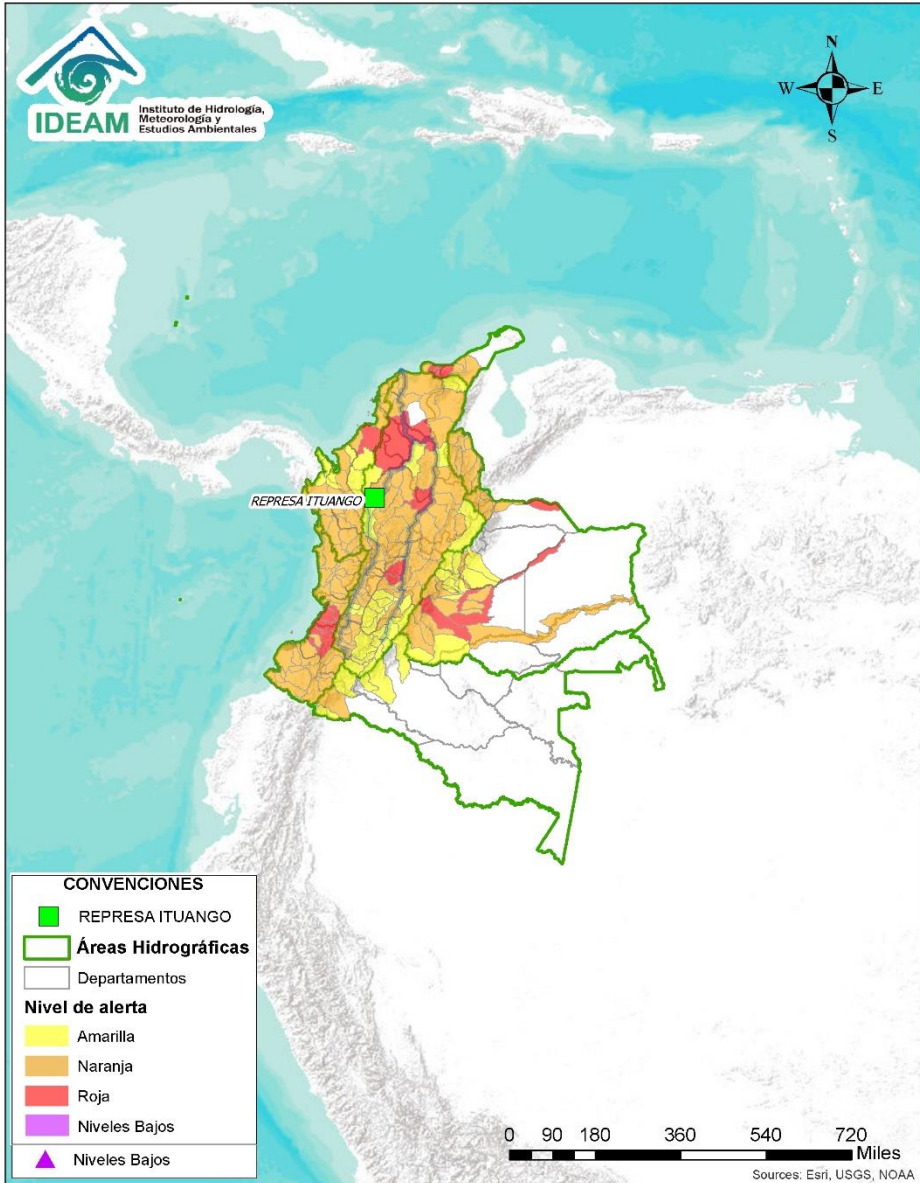 IDEAM
Instituto de Hidrología,
Meteorología y
Estudios Ambientales
N
W
E
S
REPRESA ITUANGO
CONVENCIONES
REPRESA ITUANGO
Áreas Hidrográficas
Departamentos
Nivel de alerta
Amarilla
Naranja
Roja
Niveles Bajos
Niveles Bajos
0 90 180 360 540 720
Miles
Sources: Esri, USGS, NOAA